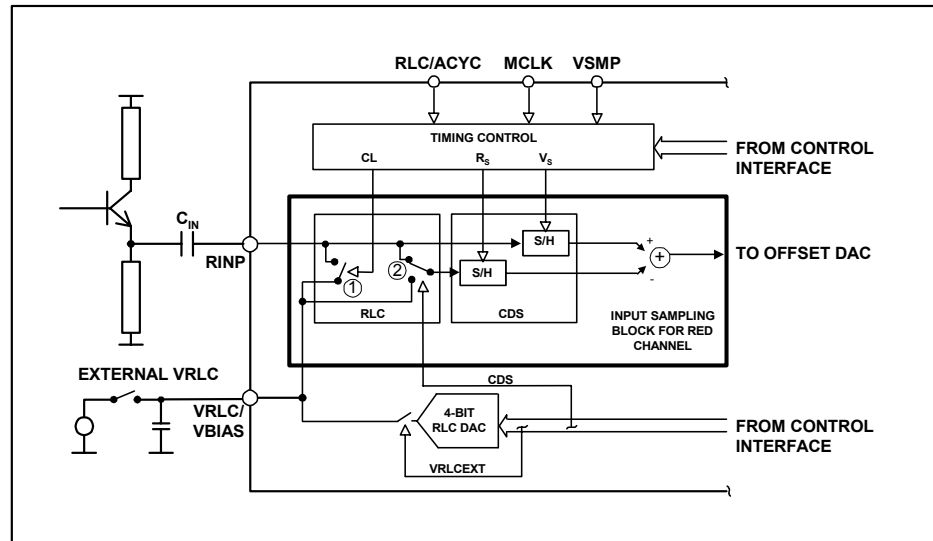 RLC/ACYC MCLK VSMP
TIMING CONTROL
CL RS VS
FROM CONTROL
INTERFACE
CIN
RINP
1
2
S/H
S/H
+
+
-
TO OFFSET DAC
RLC
CDS
INPUT SAMPLING
BLOCK FOR RED
CHANNEL
EXTERNAL VRLC
VRLC/
VBIAS
CDS
4-BIT
RLC DAC
VRLCEXT
FROM CONTROL
INTERFACE